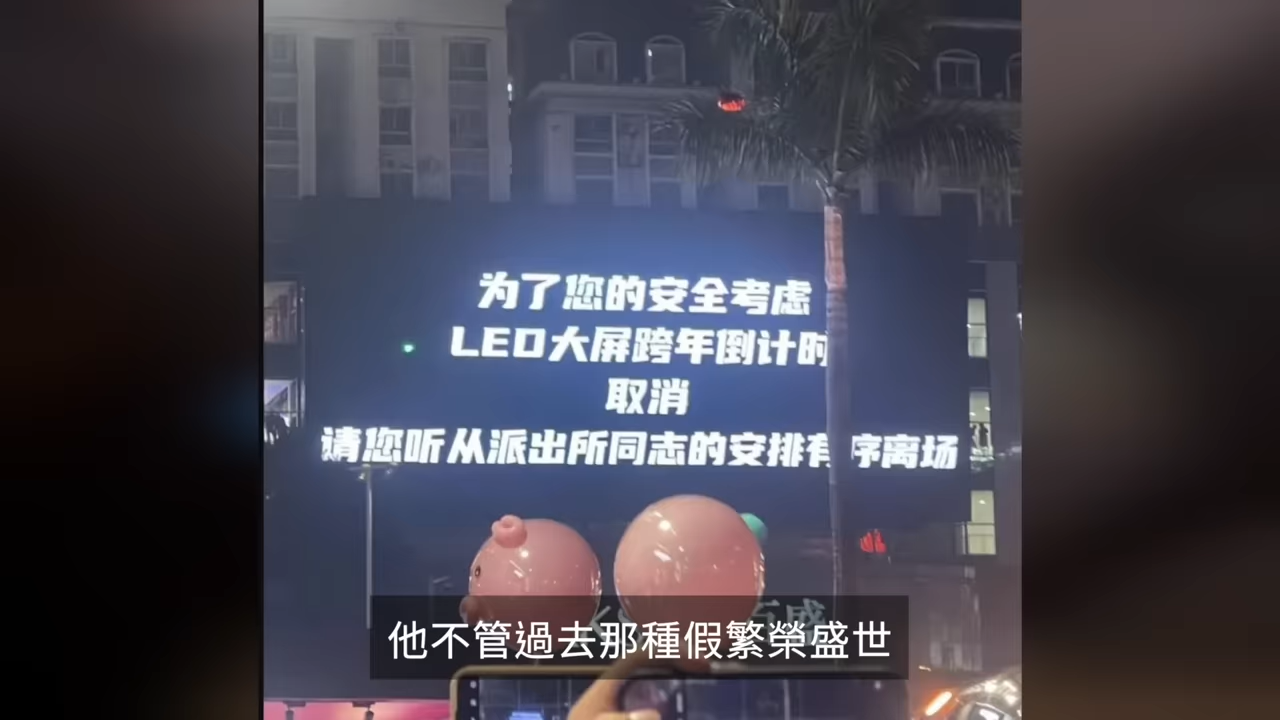 为了您的安全考虑
LED大屏跨年倒计时
取消
请您听从派出所同志的安排有序离场
他不管過去那種假繁榮盛世